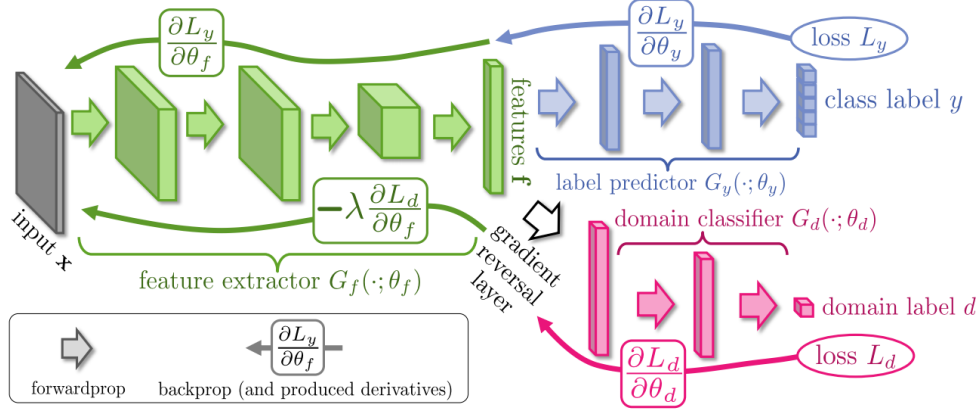 ∂L_y/∂θ_f
∂L_y/∂θ_y
loss L_y
features f
class label y
label predictor G_y(·; θ_y)
input x
−λ ∂L_d/∂θ_f
feature extractor G_f(·; θ_f)
gradient
reversal
layer
domain classifier G_d(·; θ_d)
domain label d
∂L_d/∂θ_d
loss L_d
forwardprop
∂L_y/∂θ_f
backprop (and produced derivatives)